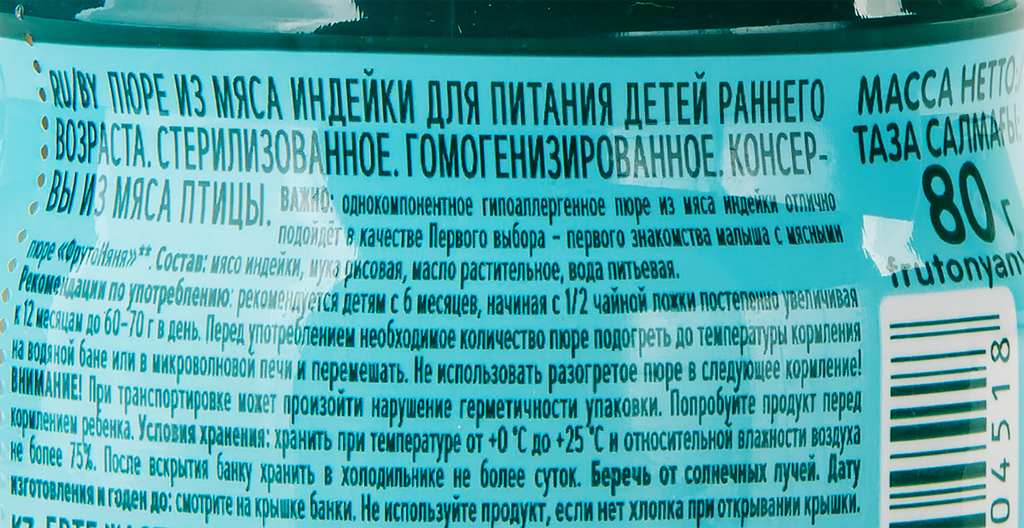 RU/BY ПЮРЕ ИЗ МЯСА ИНДЕЙКИ ДЛЯ ПИТАНИЯ ДЕТЕЙ РАННЕГО
ВОЗРАСТА. СТЕРИЛИЗОВАННОЕ. ГОМОГЕНИЗИРОВАННОЕ. КОНСЕР-
ВЫ ИЗ МЯСА ПТИЦЫ. ВАЖНО: однокомпонентное гипоаллергенное пюре из мяса индейки отлично
подойдёт в качестве Первого выбора – первого знакомства малыша с мясными
пюре «ФрутоНяня»**. Состав: мясо индейки, мука рисовая, масло растительное, вода питьевая.
Рекомендации по употреблению: рекомендуется детям с 6 месяцев, начиная с 1/2 чайной ложки постепенно увеличивая
к 12 месяцам до 60–70 г в день. Перед употреблением необходимое количество пюре подогреть до температуры кормления
на водяной бане или в микроволновой печи и перемешать. Не использовать разогретое пюре в следующее кормление!
ВНИМАНИЕ! При транспортировке может произойти нарушение герметичности упаковки. Попробуйте продукт перед
кормлением ребенка. Условия хранения: хранить при температуре от +0 °С до +25 °С и относительной влажности воздуха
не более 75%. После вскрытия банку хранить в холодильнике не более суток. Беречь от солнечных лучей. Дату
изготовления и годен до: смотрите на крышке банки. Не используйте продукт, если нет хлопка при открывании крышки.
МАССА НЕТТО:
ТАЗА САЛМАҒЫ:
80 г
frutonyany
04518